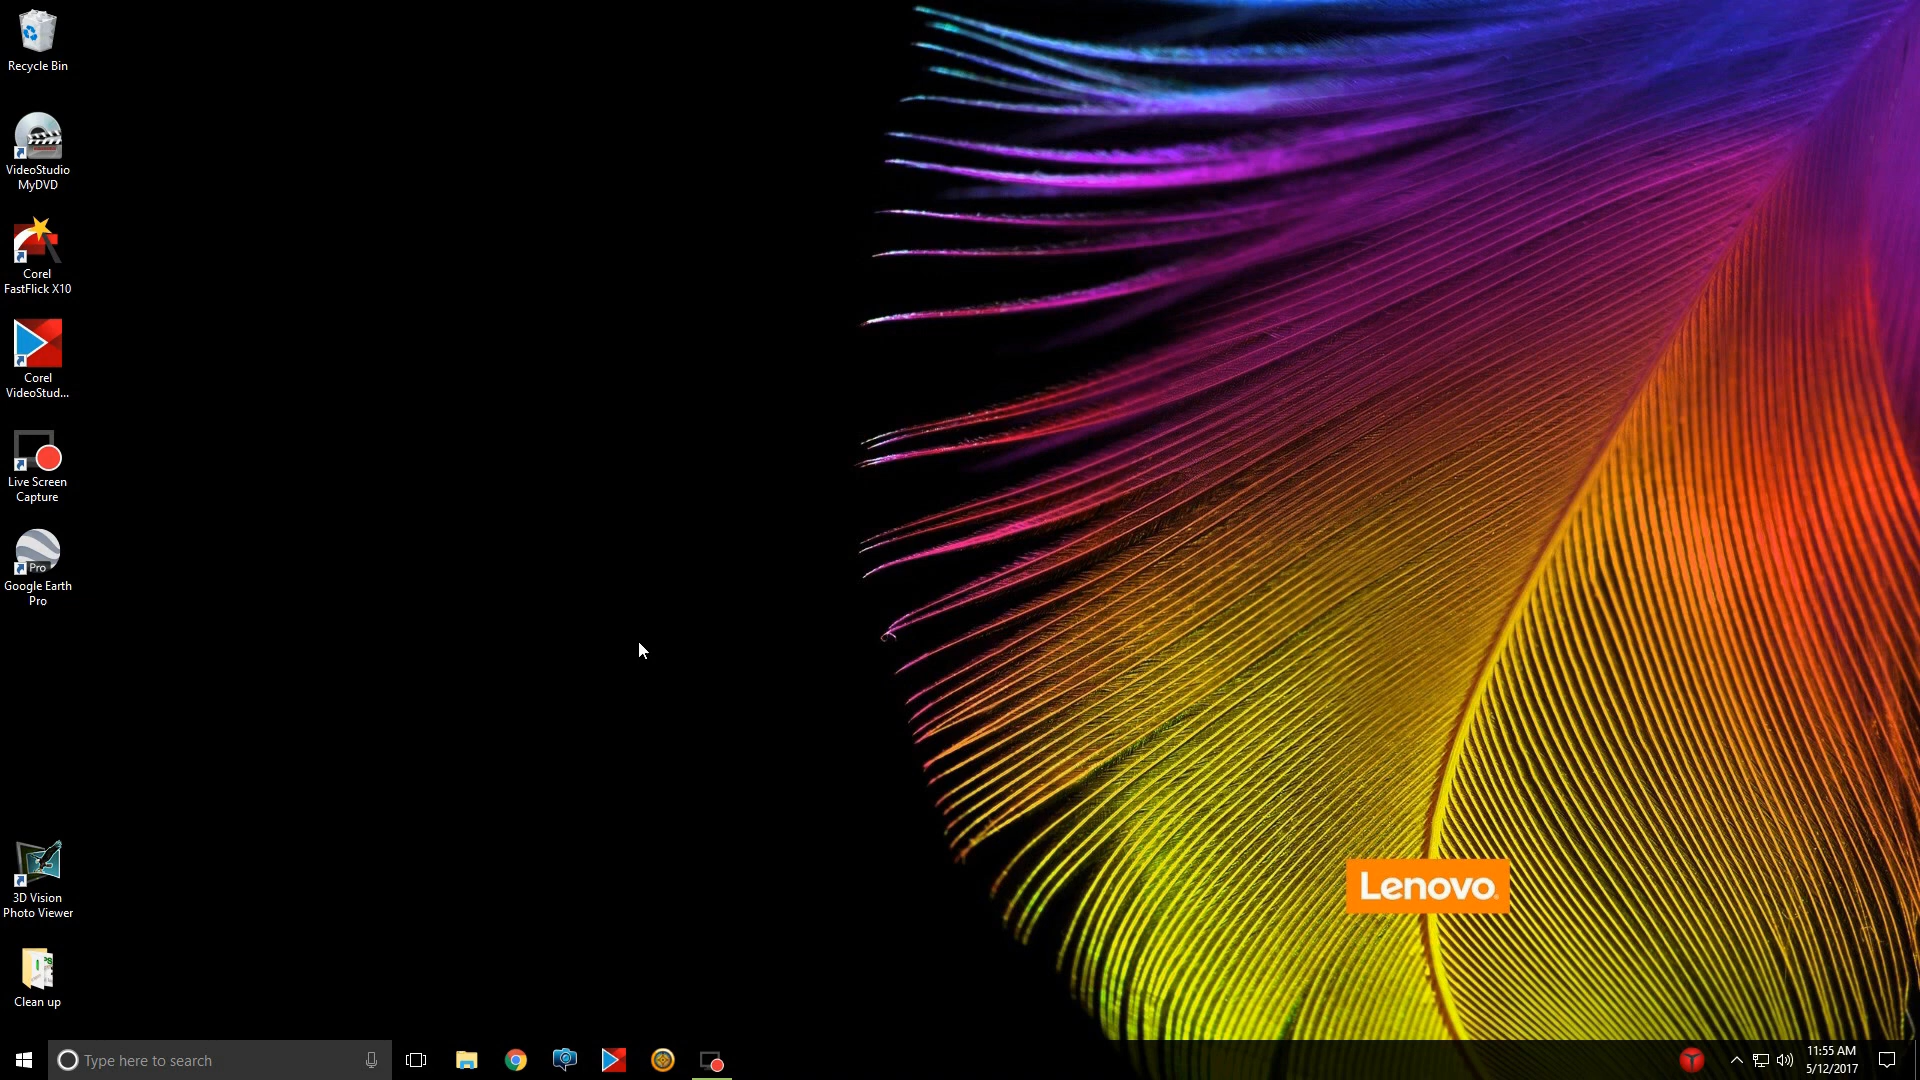 Recycle Bin
VideoStudio
MyDVD
Corel
FastFlick X10
Corel
VideoStud...
Live Screen
Capture
Pro
Google Earth
Pro
3D Vision
Photo Viewer
Clean up
Lenovo
Type here to search
11:55 AM
5/12/2017